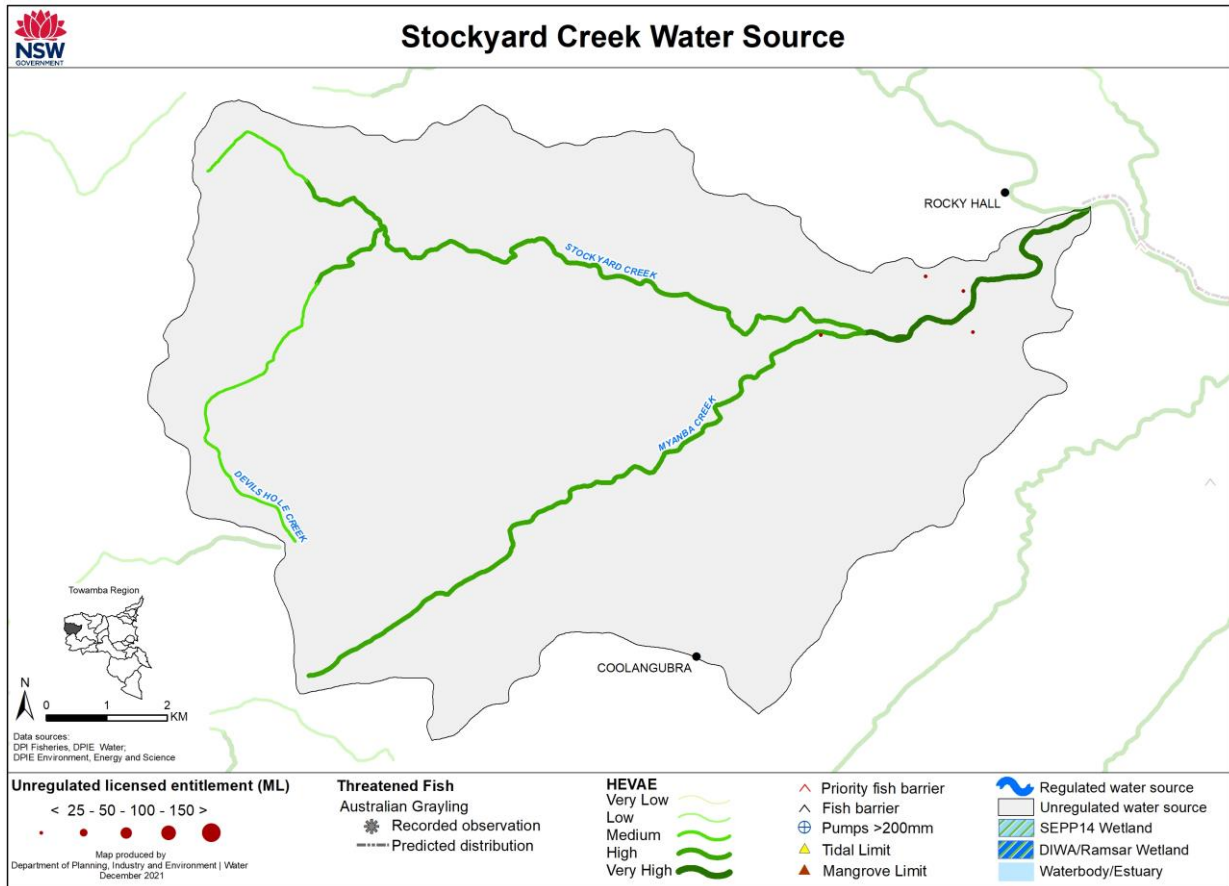 NSW
GOVERNMENT
Stockyard Creek Water Source
ROCKY HALL
STOCKYARD CREEK
MYANBA CREEK
DEVILS HOLE CREEK
COOLANGUBRA
Towamba Region
N
0 1 2
KM
Data sources:
DPI Fisheries, DPIE Water;
DPIE Environment, Energy and Science
Unregulated licensed entitlement (ML)
< 25 - 50 - 100 - 150 >
Map produced by
Department of Planning, Industry and Environment | Water
December 2021
Threatened Fish
Australian Grayling
Recorded observation
Predicted distribution
HEVAE
Very Low
Low
Medium
High
Very High
Priority fish barrier
Fish barrier
Pumps >200mm
Tidal Limit
Mangrove Limit
Regulated water source
Unregulated water source
SEPP14 Wetland
DIWA/Ramsar Wetland
Waterbody/Estuary